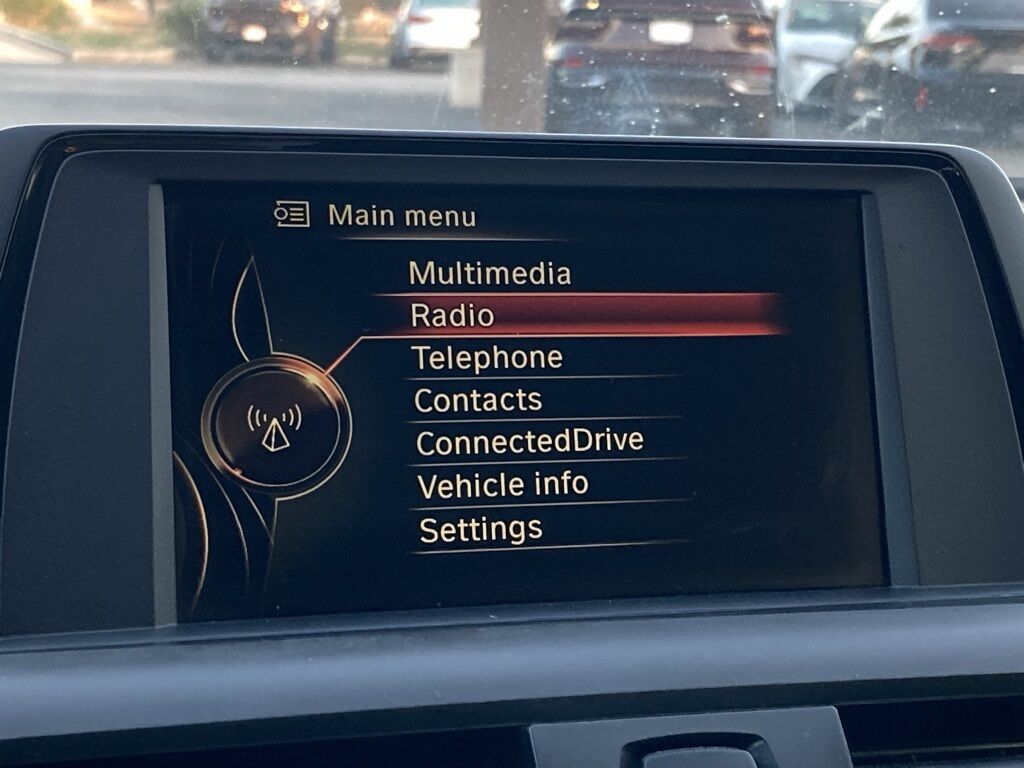 Main menu
Multimedia
Radio
Telephone
Contacts
ConnectedDrive
Vehicle info
Settings